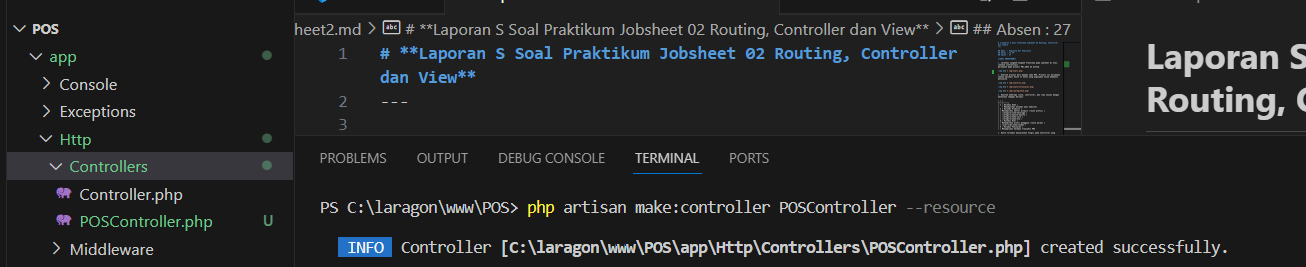 POS
app
Console
Exceptions
Http
Controllers
Controller.php
POSController.php U
Middleware
heet2.md > # **Laporan S Soal Praktikum Jobsheet 02 Routing, Controller dan View** > ## Absen : 27
1 # **Laporan S Soal Praktikum Jobsheet 02 Routing, Controller
dan View**
2 ---
3
Laporan S
Routing, C
PROBLEMS OUTPUT DEBUG CONSOLE TERMINAL PORTS
PS C:\laragon\www\POS> php artisan make:controller POSController --resource
INFO Controller [C:\laragon\www\POS\app\Http\Controllers\POSController.php] created successfully.